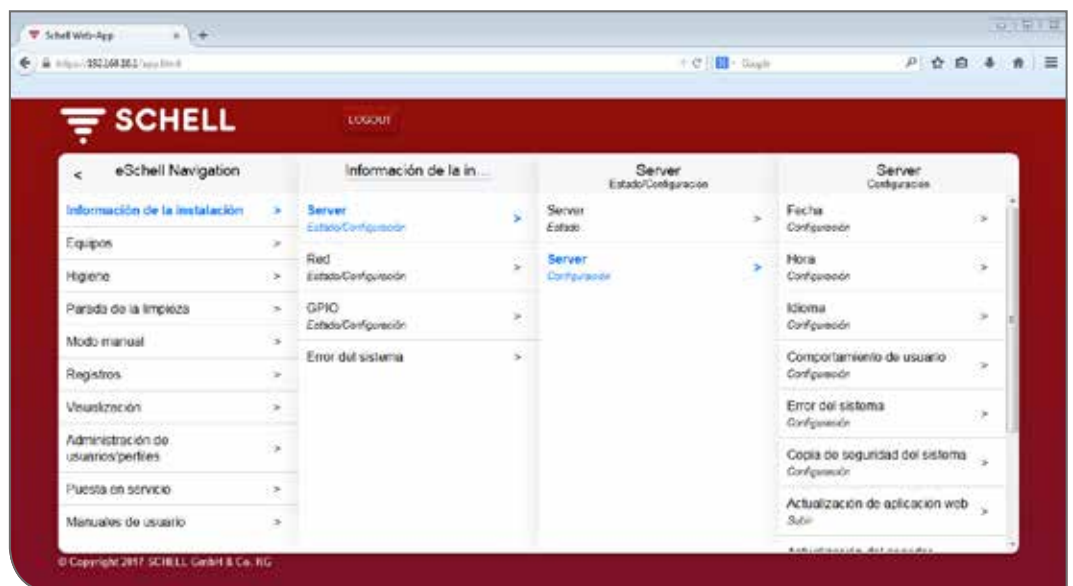 Schell Web-App
Google
SCHELL
LOGOUT
< eSchell Navigation
Información de la instalación >
Equipos >
Higiene >
Parada de la limpieza >
Modo manual >
Registros >
Visualización >
Administración de
usuarios/perfiles >
Puesta en servicio >
Manuales de usuario >
Información de la in...
Server >
Estado/Configuración
Red >
Estado/Configuración
GPIO >
Estado/Configuración
Error del sistema >
Server
Estado/Configuración
Server >
Estado
Server >
Configuración
Server
Configuración
Fecha >
Configuración
Hora >
Configuración
Idioma >
Configuración
Comportamiento de usuario >
Configuración
Error del sistema >
Configuración
Copia de seguridad del sistema >
Configuración
Actualización de aplicación web >
Subir
© Copyright 2017 SCHELL GmbH & Co. KG